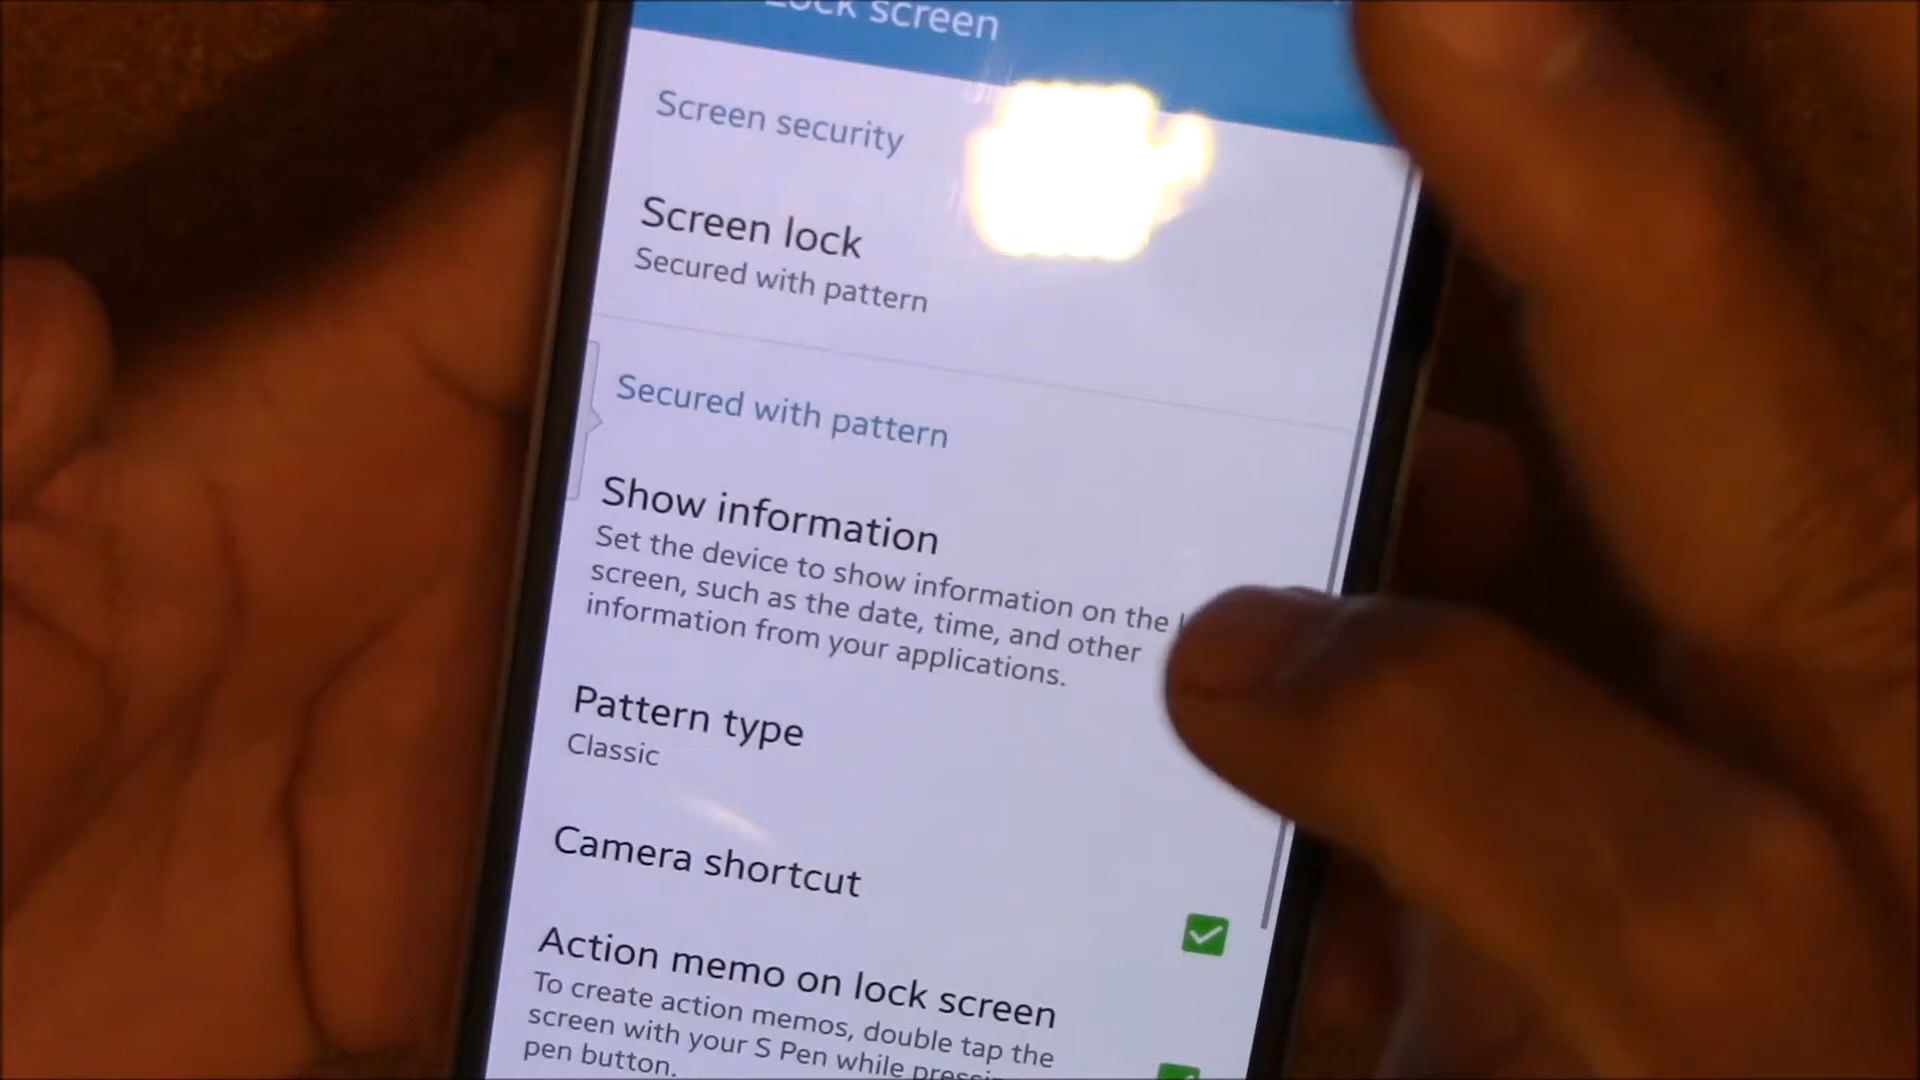 Lock screen
Screen security
Screen lock
Secured with pattern
Secured with pattern
Show information
Set the device to show information on the
screen, such as the date, time, and other
information from your applications.
Pattern type
Classic
Camera shortcut
Action memo on lock screen
To create action memos, double tap the
screen with your S Pen while
pen button.